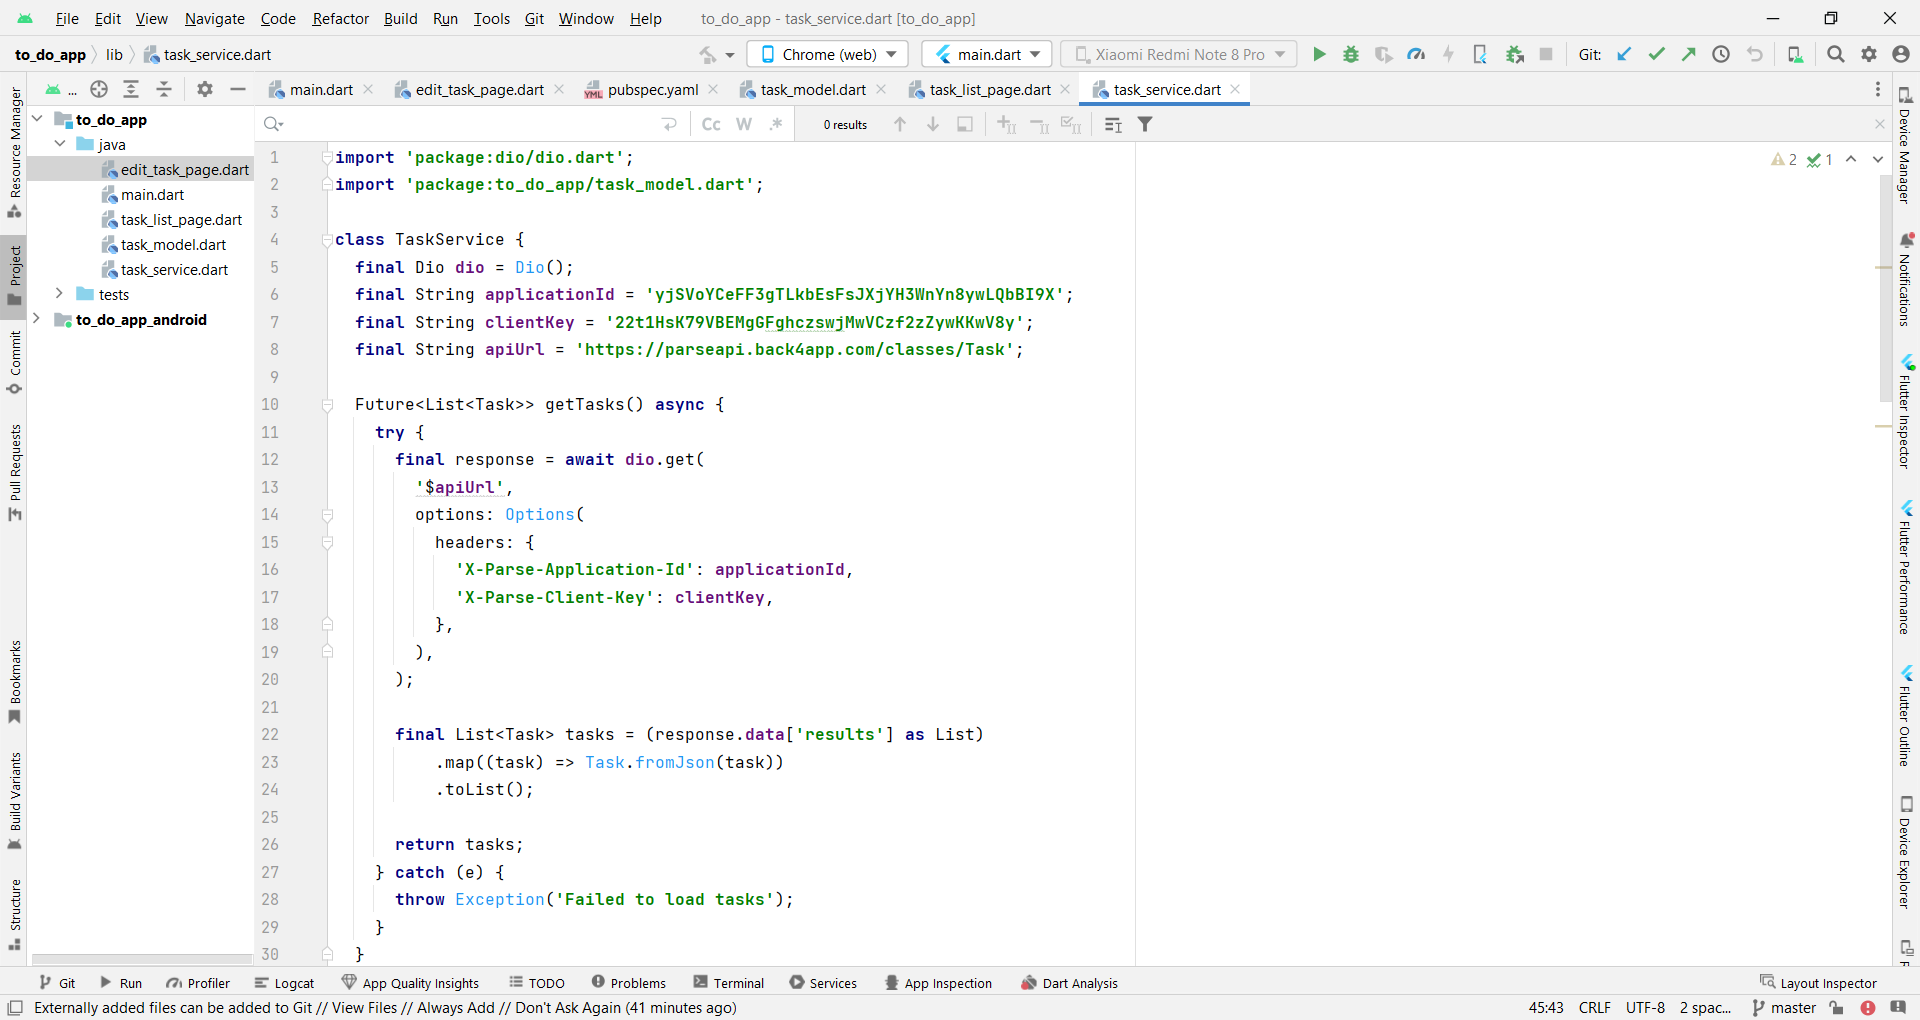 File Edit View Navigate Code Refactor Build Run Tools Git Window Help to_do_app - task_service.dart [to_do_app]
to_do_app lib task_service.dart Chrome (web) main.dart Xiaomi Redmi Note 8 Pro Git:
... main.dart edit_task_page.dart pubspec.yaml task_model.dart task_list_page.dart task_service.dart
Cc W .* 0 results
Resource Manager
Project
Commit
Pull Requests
Bookmarks
Build Variants
Structure
to_do_app
java
edit_task_page.dart
main.dart
task_list_page.dart
task_model.dart
task_service.dart
tests
to_do_app_android
2 1
1 import 'package:dio/dio.dart';
2 import 'package:to_do_app/task_model.dart';
3
4 class TaskService {
5 final Dio dio = Dio();
6 final String applicationId = 'yjSVoYCeFF3gTLkbEsFsJXjYH3WnYn8ywLQbBI9X';
7 final String clientKey = '22t1HsK79VBEMgGFghczswjMwVCzf2zZywKKwV8y';
8 final String apiUrl = 'https://parseapi.back4app.com/classes/Task';
9
10 Future<List<Task>> getTasks() async {
11 try {
12 final response = await dio.get(
13 '$apiUrl',
14 options: Options(
15 headers: {
16 'X-Parse-Application-Id': applicationId,
17 'X-Parse-Client-Key': clientKey,
18 },
19 ),
20 );
21
22 final List<Task> tasks = (response.data['results'] as List)
23 .map((task) => Task.fromJson(task))
24 .toList();
25
26 return tasks;
27 } catch (e) {
28 throw Exception('Failed to load tasks');
29 }
30 }
Device Manager
Notifications
Flutter Inspector
Flutter Performance
Flutter Outline
Device Explorer
Git Run Profiler Logcat App Quality Insights TODO Problems Terminal Services App Inspection Dart Analysis Layout Inspector
Externally added files can be added to Git // View Files // Always Add // Don't Ask Again (41 minutes ago) 45:43 CRLF UTF-8 2 spac... master